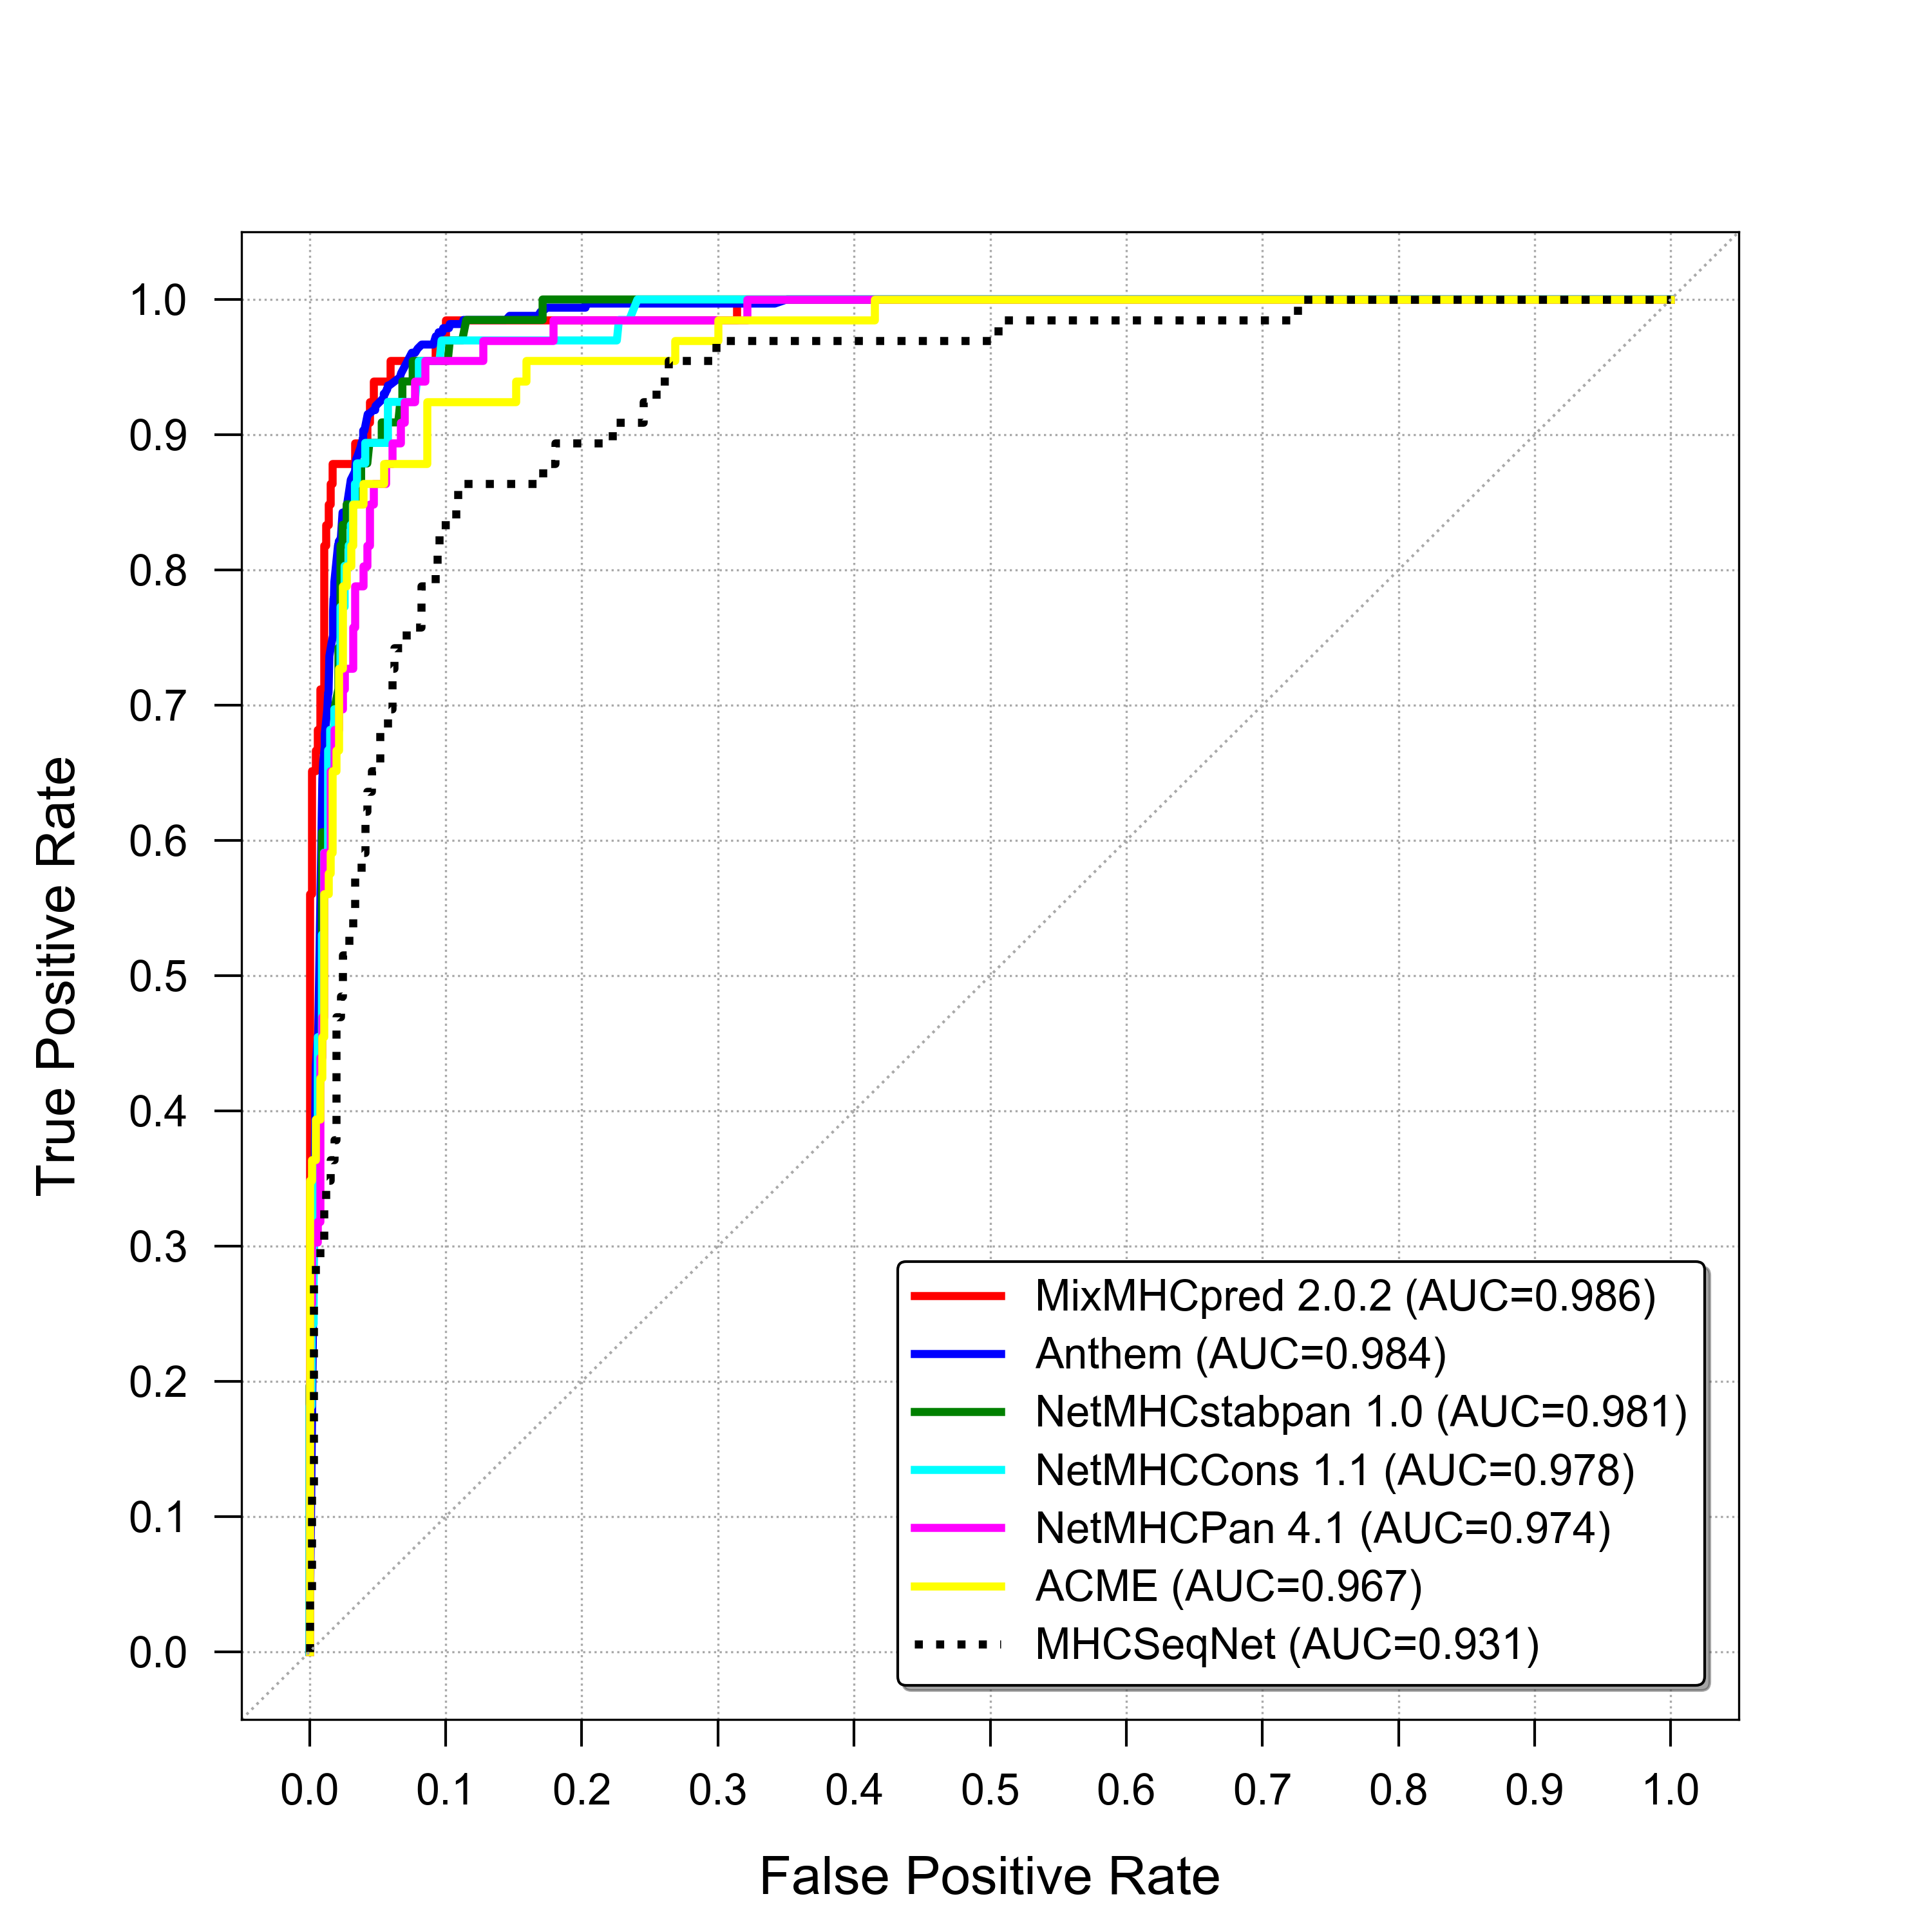 1.0
0.9
0.8
0.7
0.6
0.5
0.4
0.3
0.2
0.1
0.0
True Positive Rate
MixMHCpred 2.0.2 (AUC=0.986)
Anthem (AUC=0.984)
NetMHCstabpan 1.0 (AUC=0.981)
NetMHCCons 1.1 (AUC=0.978)
NetMHCPan 4.1 (AUC=0.974)
ACME (AUC=0.967)
MHCSeqNet (AUC=0.931)
0.0 0.1 0.2 0.3 0.4 0.5 0.6 0.7 0.8 0.9 1.0
False Positive Rate